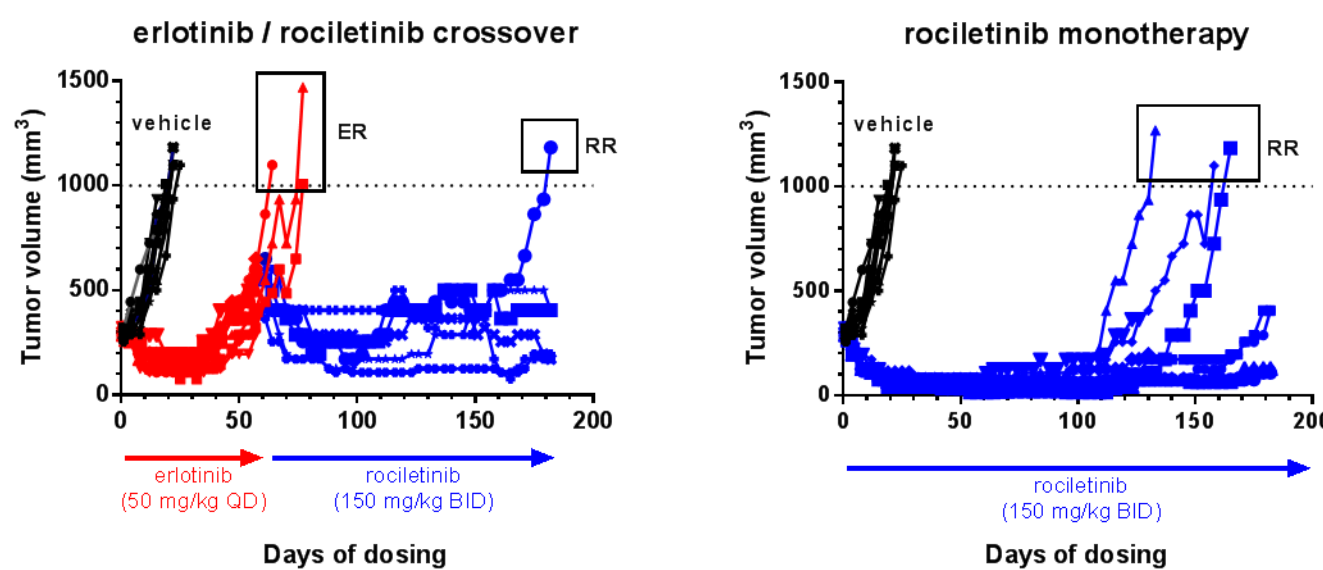 erlotinib / rociletinib crossover
Tumor volume (mm3)
1500
1000
500
0
vehicle
ER
RR
0 50 100 150 200
erlotinib
(50 mg/kg QD)
rociletinib
(150 mg/kg BID)
Days of dosing
rociletinib monotherapy
Tumor volume (mm3)
1500
1000
500
0
vehicle
RR
0 50 100 150 200
rociletinib
(150 mg/kg BID)
Days of dosing